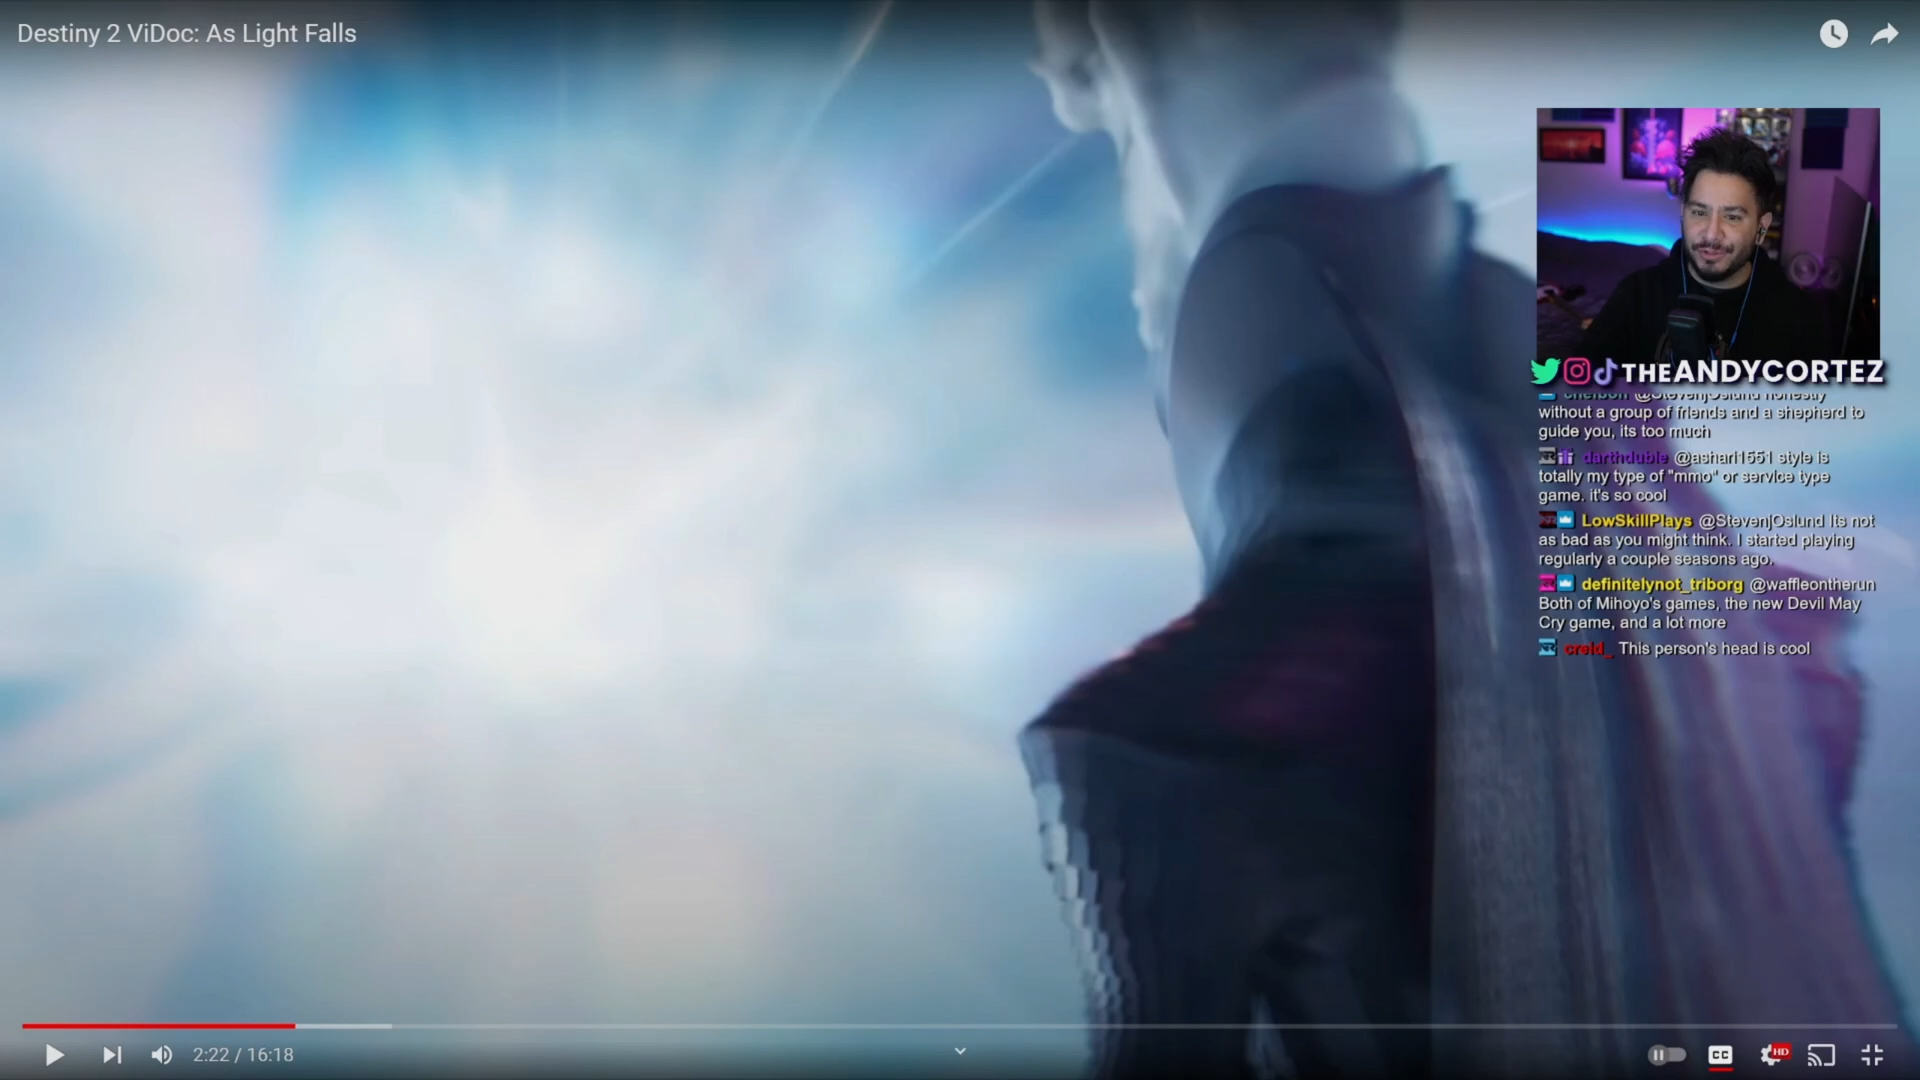 Destiny 2 ViDoc: As Light Falls
THEANDYCORTEZ
without a group of friends and a shepherd to
guide you, its too much
darthduble @ashari1551 style is
totally my type of "mmo" or service type
game. it's so cool
LowSkillPlays @StevenjOslund Its not
as bad as you might think. I started playing
regularly a couple seasons ago.
definitelynot_triborg @waffleontherun
Both of Mihoyo's games, the new Devil May
Cry game, and a lot more
creid_ This person's head is cool
2:22 / 16:18
CC
HD